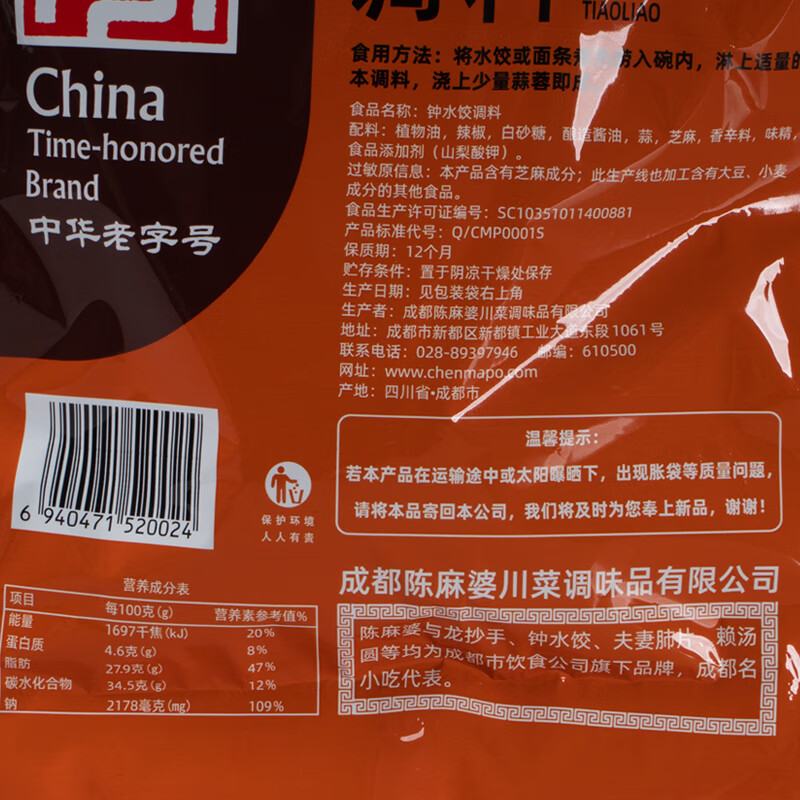 TIAOLIAO
China
Time-honored
Brand
中华老字号
食用方法：将水饺或面条煮 捞入碗内，淋上适量的
本调料，浇上少量蒜蓉即
食品名称：钟水饺调料
配料：植物油，辣椒，白砂糖，酿造酱油，蒜，芝麻，香辛料，味精，
食品添加剂（山梨酸钾）。
过敏原信息：本产品含有芝麻成分；此生产线也加工含有大豆、小麦
成分的其他食品。
食品生产许可证编号：SC10351011400881
产品标准代号：Q/CMP0001S
保质期：12个月
贮存条件：置于阴凉干燥处保存
生产日期：见包装袋右上角
生产者：成都陈麻婆川菜调味品有限公司
地址：成都市新都区新都镇工业大道东段1061号
联系电话：028-89397946 邮编：610500
网址：www.chenmapo.com
产地：四川省·成都市
温馨提示：
若本产品在运输途中或太阳曝晒下，出现胀袋等质量问题，
请将本品寄回本公司，我们将及时为您奉上新品，谢谢！
6 940471 520024
保护环境
人人有责
营养成分表
项目 每100克(g) 营养素参考值%
能量 1697千焦(kJ) 20%
蛋白质 4.6克(g) 8%
脂肪 27.9克(g) 47%
碳水化合物 34.5克(g) 12%
钠 2178毫克(mg) 109%
成都陈麻婆川菜调味品有限公司
陈麻婆与龙抄手、钟水饺、夫妻肺片、赖汤
圆等均为成都市饮食公司旗下品牌，成都名
小吃代表。